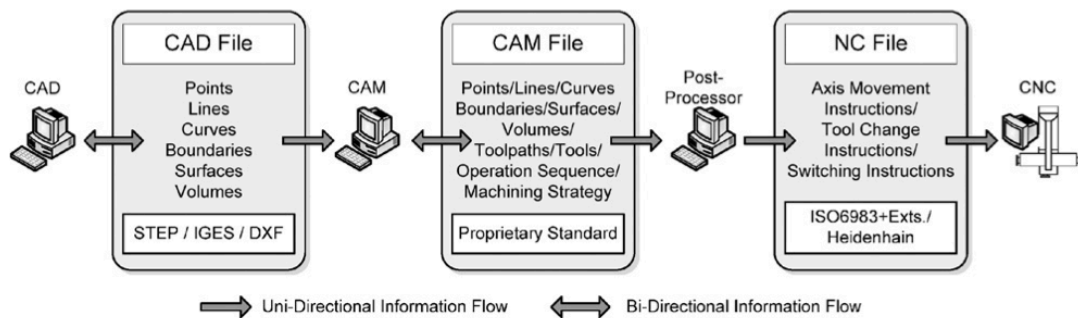 CAD
CAD File
Points
Lines
Curves
Boundaries
Surfaces
Volumes
STEP / IGES / DXF
CAM
CAM File
Points/Lines/Curves
Boundaries/Surfaces/
Volumes/
Toolpaths/Tools/
Operation Sequence/
Machining Strategy
Proprietary Standard
Post-
Processor
NC File
Axis Movement
Instructions/
Tool Change
Instructions/
Switching Instructions
ISO6983+Exts./
Heidenhain
CNC
Uni-Directional Information Flow
Bi-Directional Information Flow